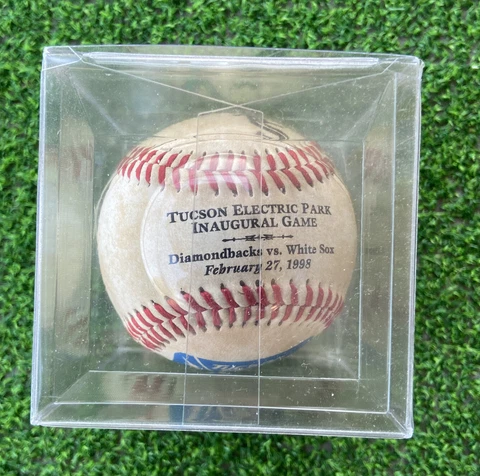 TUCSON ELECTRIC PARK
INAUGURAL GAME
Diamondbacks vs. White Sox
February 27, 1998